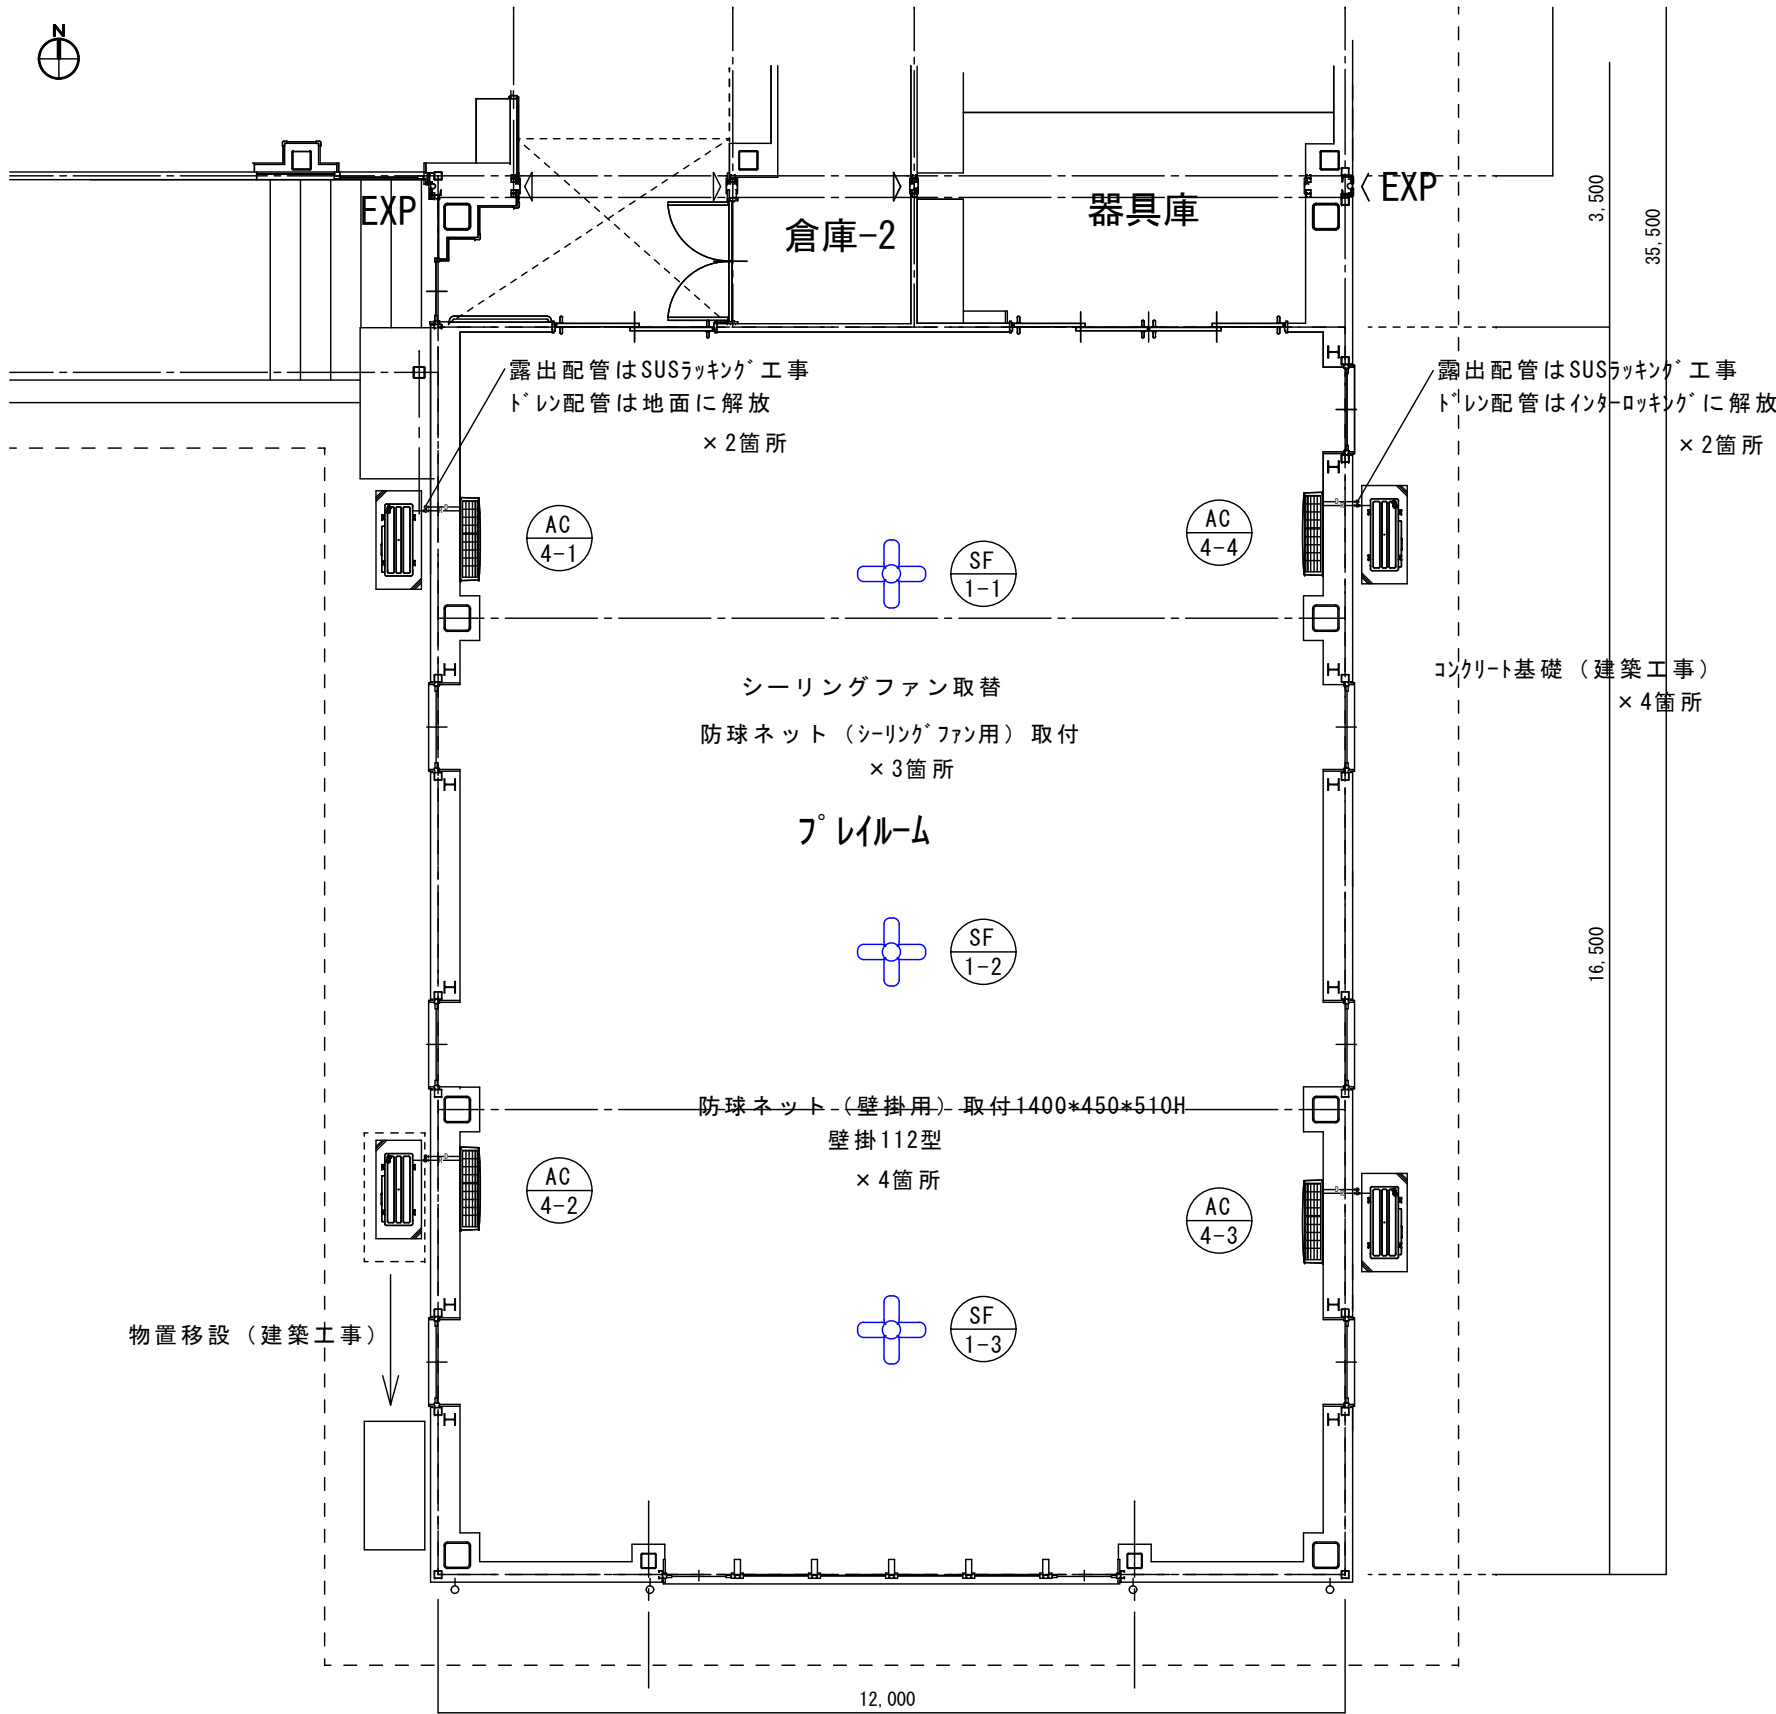 N
EXP
倉庫-2
器具庫
EXP
3,500
35,500
露出配管はSUSﾗｯｷﾝｸﾞ工事
ﾄﾞﾚﾝ配管は地面に解放
×2箇所
露出配管はSUSﾗｯｷﾝｸﾞ工事
ﾄﾞﾚﾝ配管はｲﾝﾀｰﾛｯｷﾝｸﾞに解放
×2箇所
AC
4-1
SF
1-1
AC
4-4
シーリングファン取替
防球ネット（ｼｰﾘﾝｸﾞﾌｧﾝ用）取付
×3箇所
ｺﾝｸﾘｰﾄ基礎（建築工事）
×4箇所
ﾌﾟﾚｲﾙｰﾑ
SF
1-2
16,500
防球ネット（壁掛用）取付1400*450*510H
壁掛112型
×4箇所
AC
4-2
AC
4-3
物置移設（建築工事）
SF
1-3
12,000